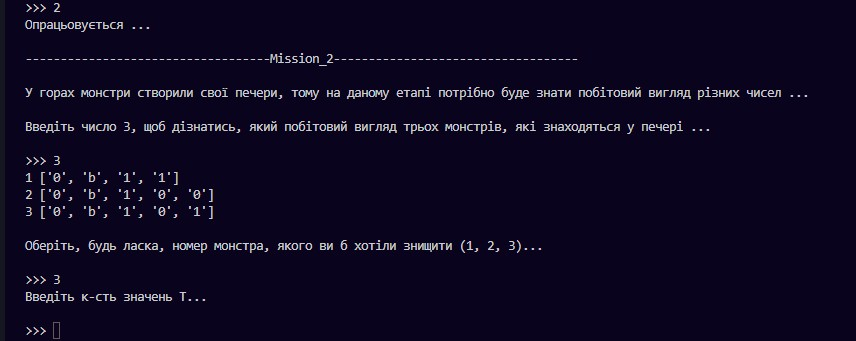 >>> 2
Опрацьовується ...
-----------------------------------Mission_2-----------------------------------
У горах монстри створили свої печери, тому на даному етапі потрібно буде знати побітовий вигляд різних чисел ...
Введіть число 3, щоб дізнатись, який побітовий вигляд трьох монстрів, які знаходяться у печері ...
>>> 3
1 ['0', 'b', '1', '1']
2 ['0', 'b', '1', '0', '0']
3 ['0', 'b', '1', '0', '1']
Оберіть, будь ласка, номер монстра, якого ви б хотіли знищити (1, 2, 3)...
>>> 3
Введіть к-сть значень Т...
>>>